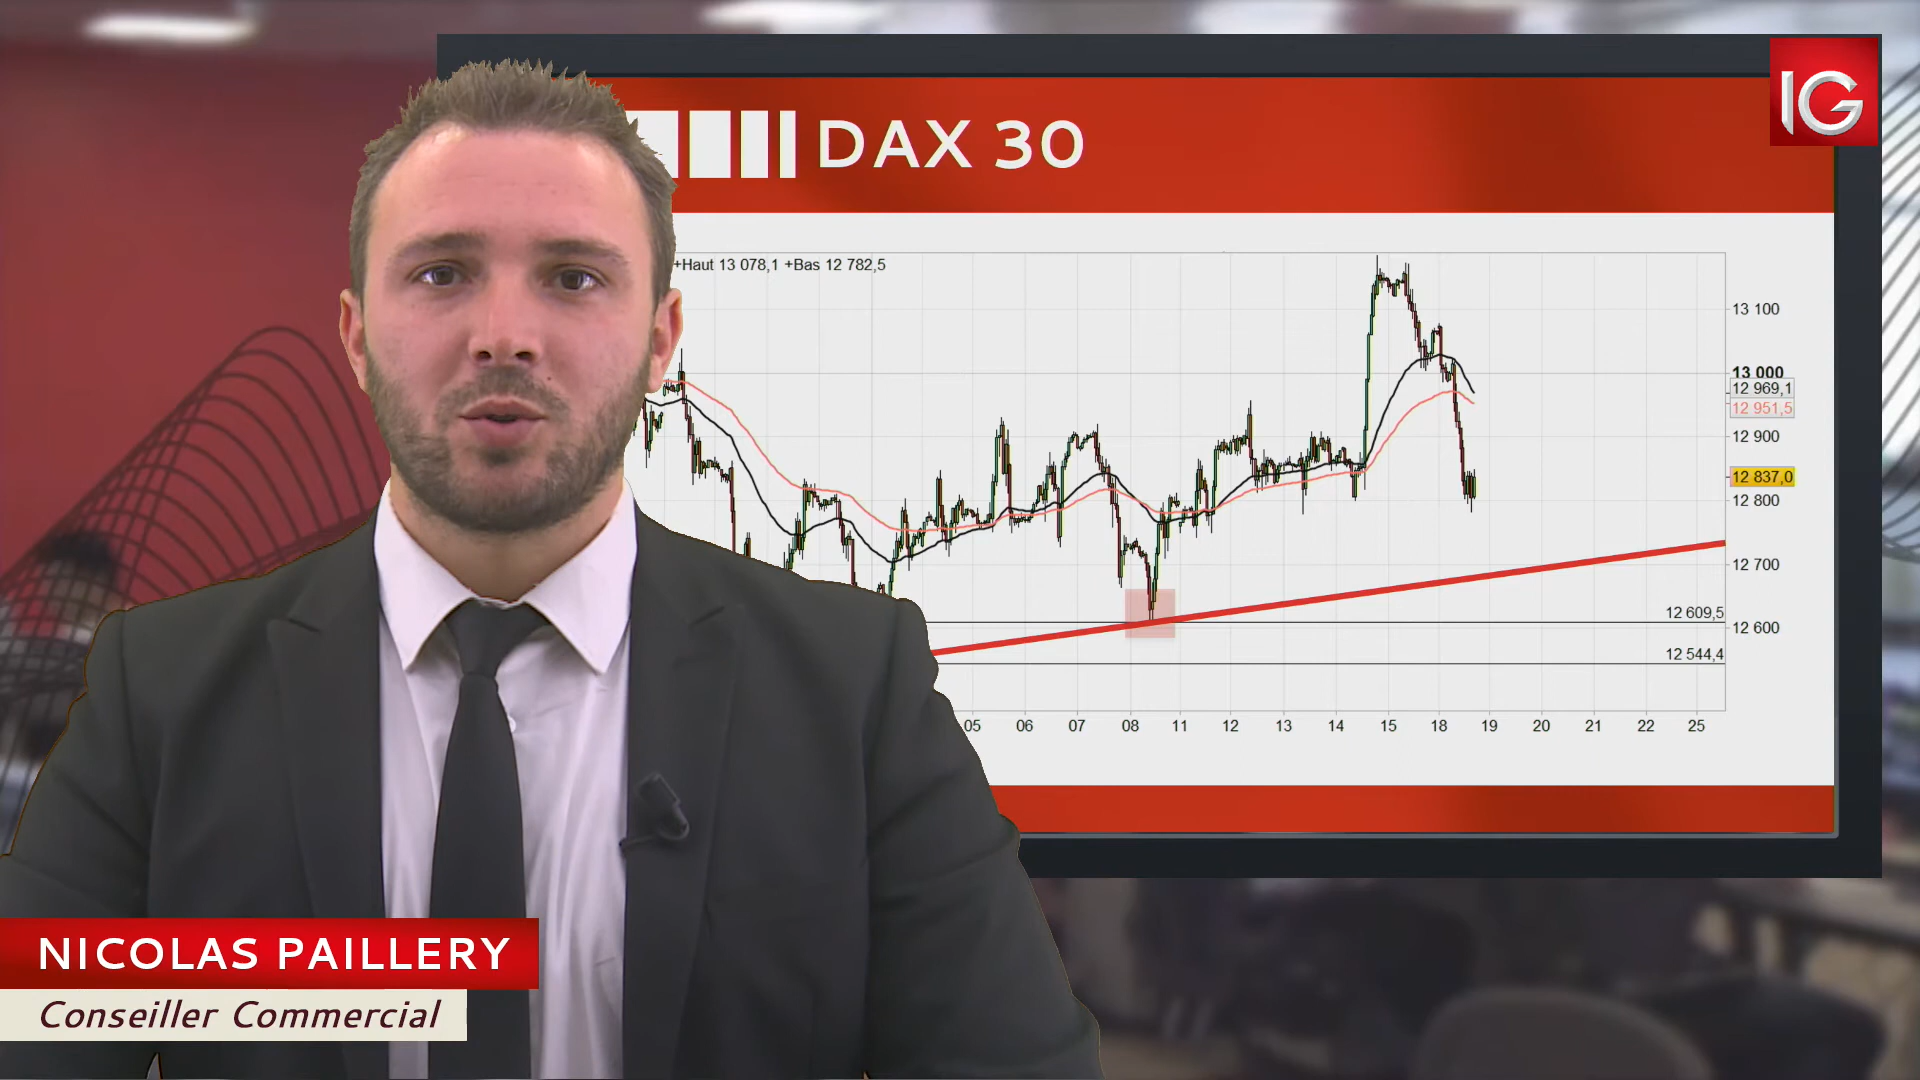 IG
DAX 30
+Haut 13 078,1 +Bas 12 782,5
13 100
13 000
12 969,1
12 951,5
12 900
12 837,0
12 800
12 700
12 609,5
12 600
12 544,4
05 06 07 08 11 12 13 14 15 18 19 20 21 22 25
NICOLAS PAILLERY
Conseiller Commercial